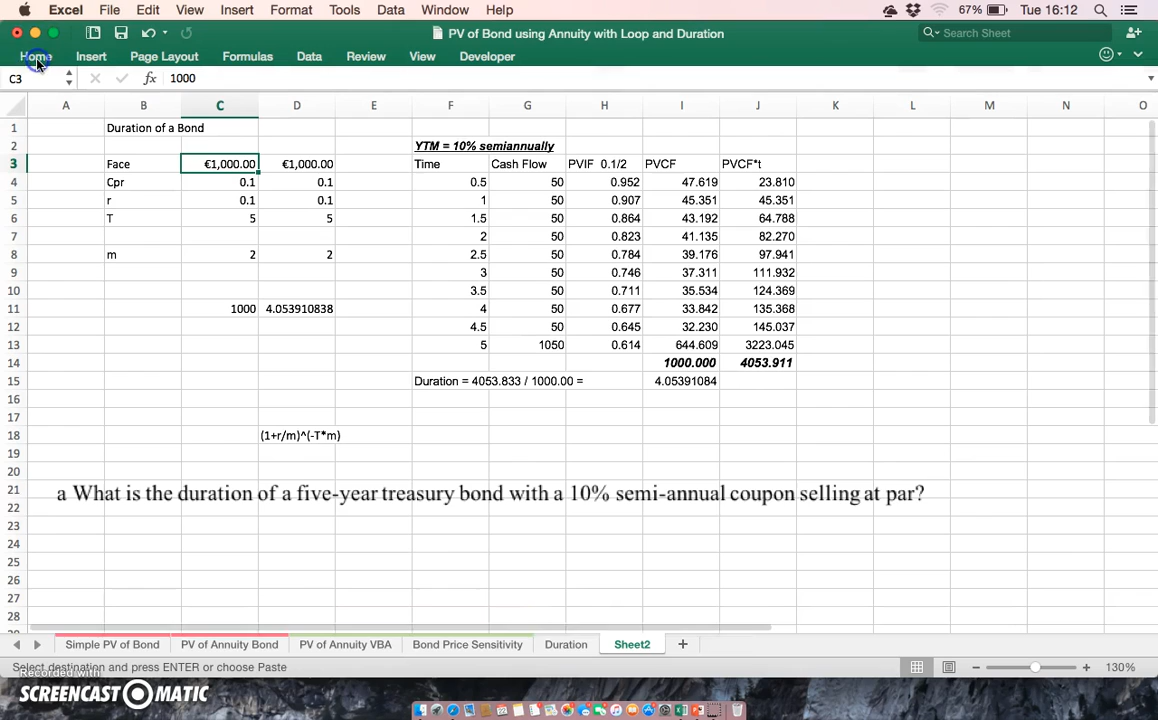 Excel File Edit View Insert Format Tools Data Window Help 67% Tue 16:12
PV of Bond using Annuity with Loop and Duration Search Sheet
Home Insert Page Layout Formulas Data Review View Developer
C3 fx 1000
A B C D E F G H I J K L M N O
1 Duration of a Bond
2 YTM = 10% semiannually
3 Face €1,000.00 €1,000.00 Time Cash Flow PVIF 0.1/2 PVCF PVCF*t
4 Cpr 0.1 0.1 0.5 50 0.952 47.619 23.810
5 r 0.1 0.1 1 50 0.907 45.351 45.351
6 T 5 5 1.5 50 0.864 43.192 64.788
7 2 50 0.823 41.135 82.270
8 m 2 2 2.5 50 0.784 39.176 97.941
9 3 50 0.746 37.311 111.932
10 3.5 50 0.711 35.534 124.369
11 1000 4.053910838 4 50 0.677 33.842 135.368
12 4.5 50 0.645 32.230 145.037
13 5 1050 0.614 644.609 3223.045
14 1000.000 4053.911
15 Duration = 4053.833 / 1000.00 = 4.05391084
16
17
18 (1+r/m)^(-T*m)
19
20
21 a What is the duration of a five-year treasury bond with a 10% semi-annual coupon selling at par?
22
23
24
25
26
27
28
Simple PV of Bond PV of Annuity Bond PV of Annuity VBA Bond Price Sensitivity Duration Sheet2 +
Select destination and press ENTER or choose Paste 130%
Recorded with
SCREENCAST O MATIC